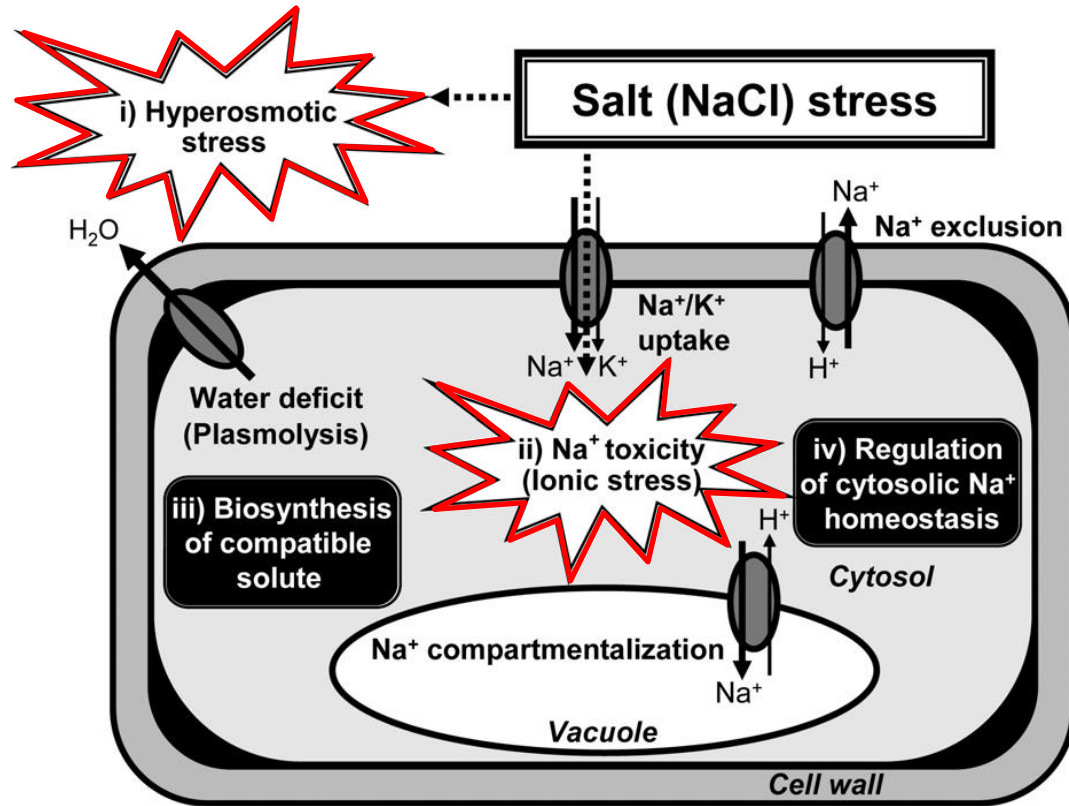 Salt (NaCl) stress
i) Hyperosmotic
stress
H₂O
Na⁺
Na⁺ exclusion
Na⁺/K⁺
uptake
Na⁺
K⁺
H⁺
Water deficit
(Plasmolysis)
ii) Na⁺ toxicity
(Ionic stress)
iv) Regulation
of cytosolic Na⁺
homeostasis
iii) Biosynthesis
of compatible
solute
H⁺
Cytosol
Na⁺ compartmentalization
Na⁺
Vacuole
Cell wall